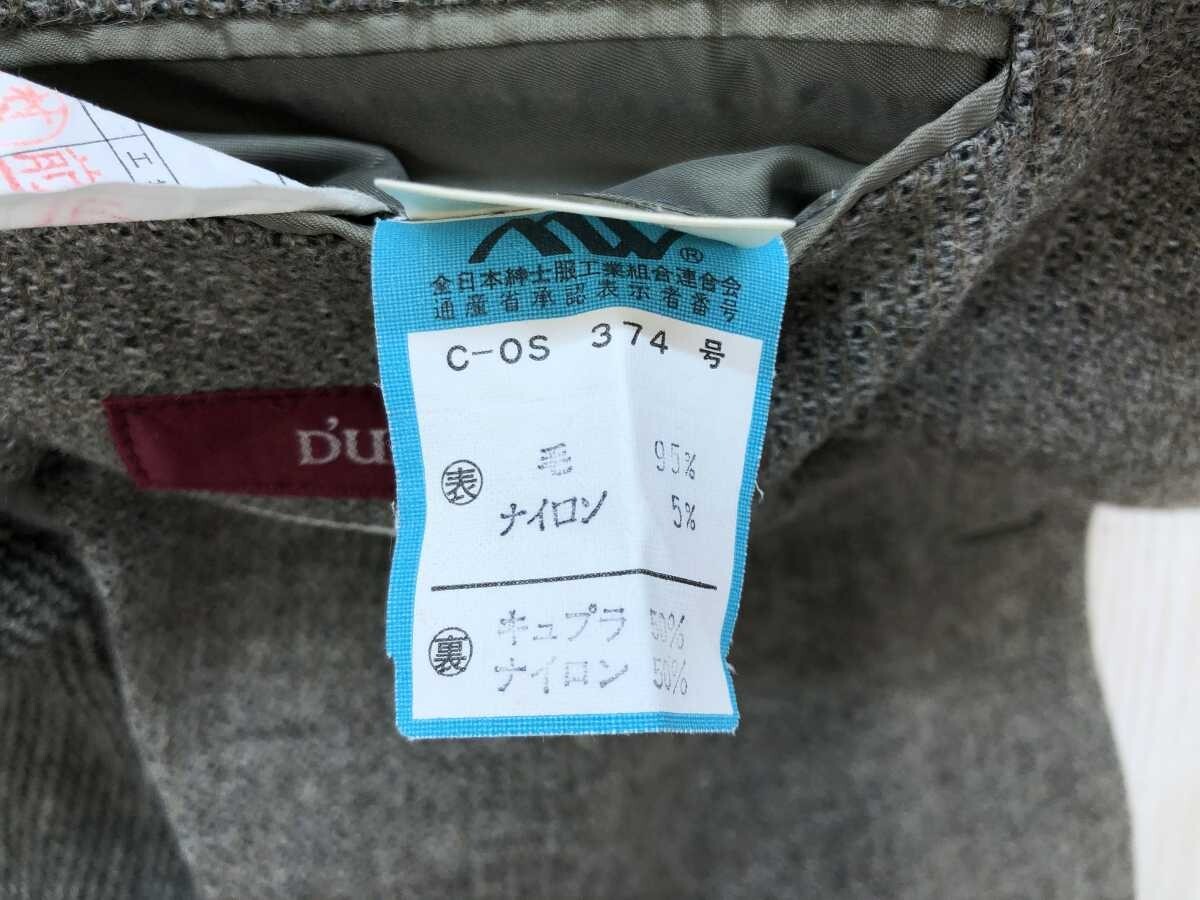 ®
全日本紳士服工業組合連合会
通産省承認表示者番号
C-OS 374 号
表 毛 95%
ナイロン 5%
裏 キュプラ 50%
ナイロン 50%
D'U
エ